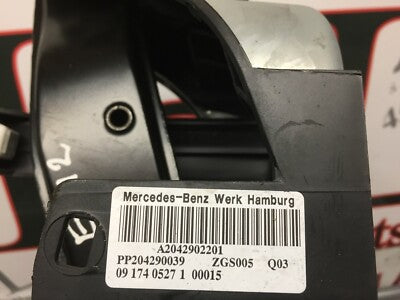 Mercedes-Benz Werk Hamburg
A2042902201
PP204290039 ZGS005 Q03
09 174 0527 1 00015